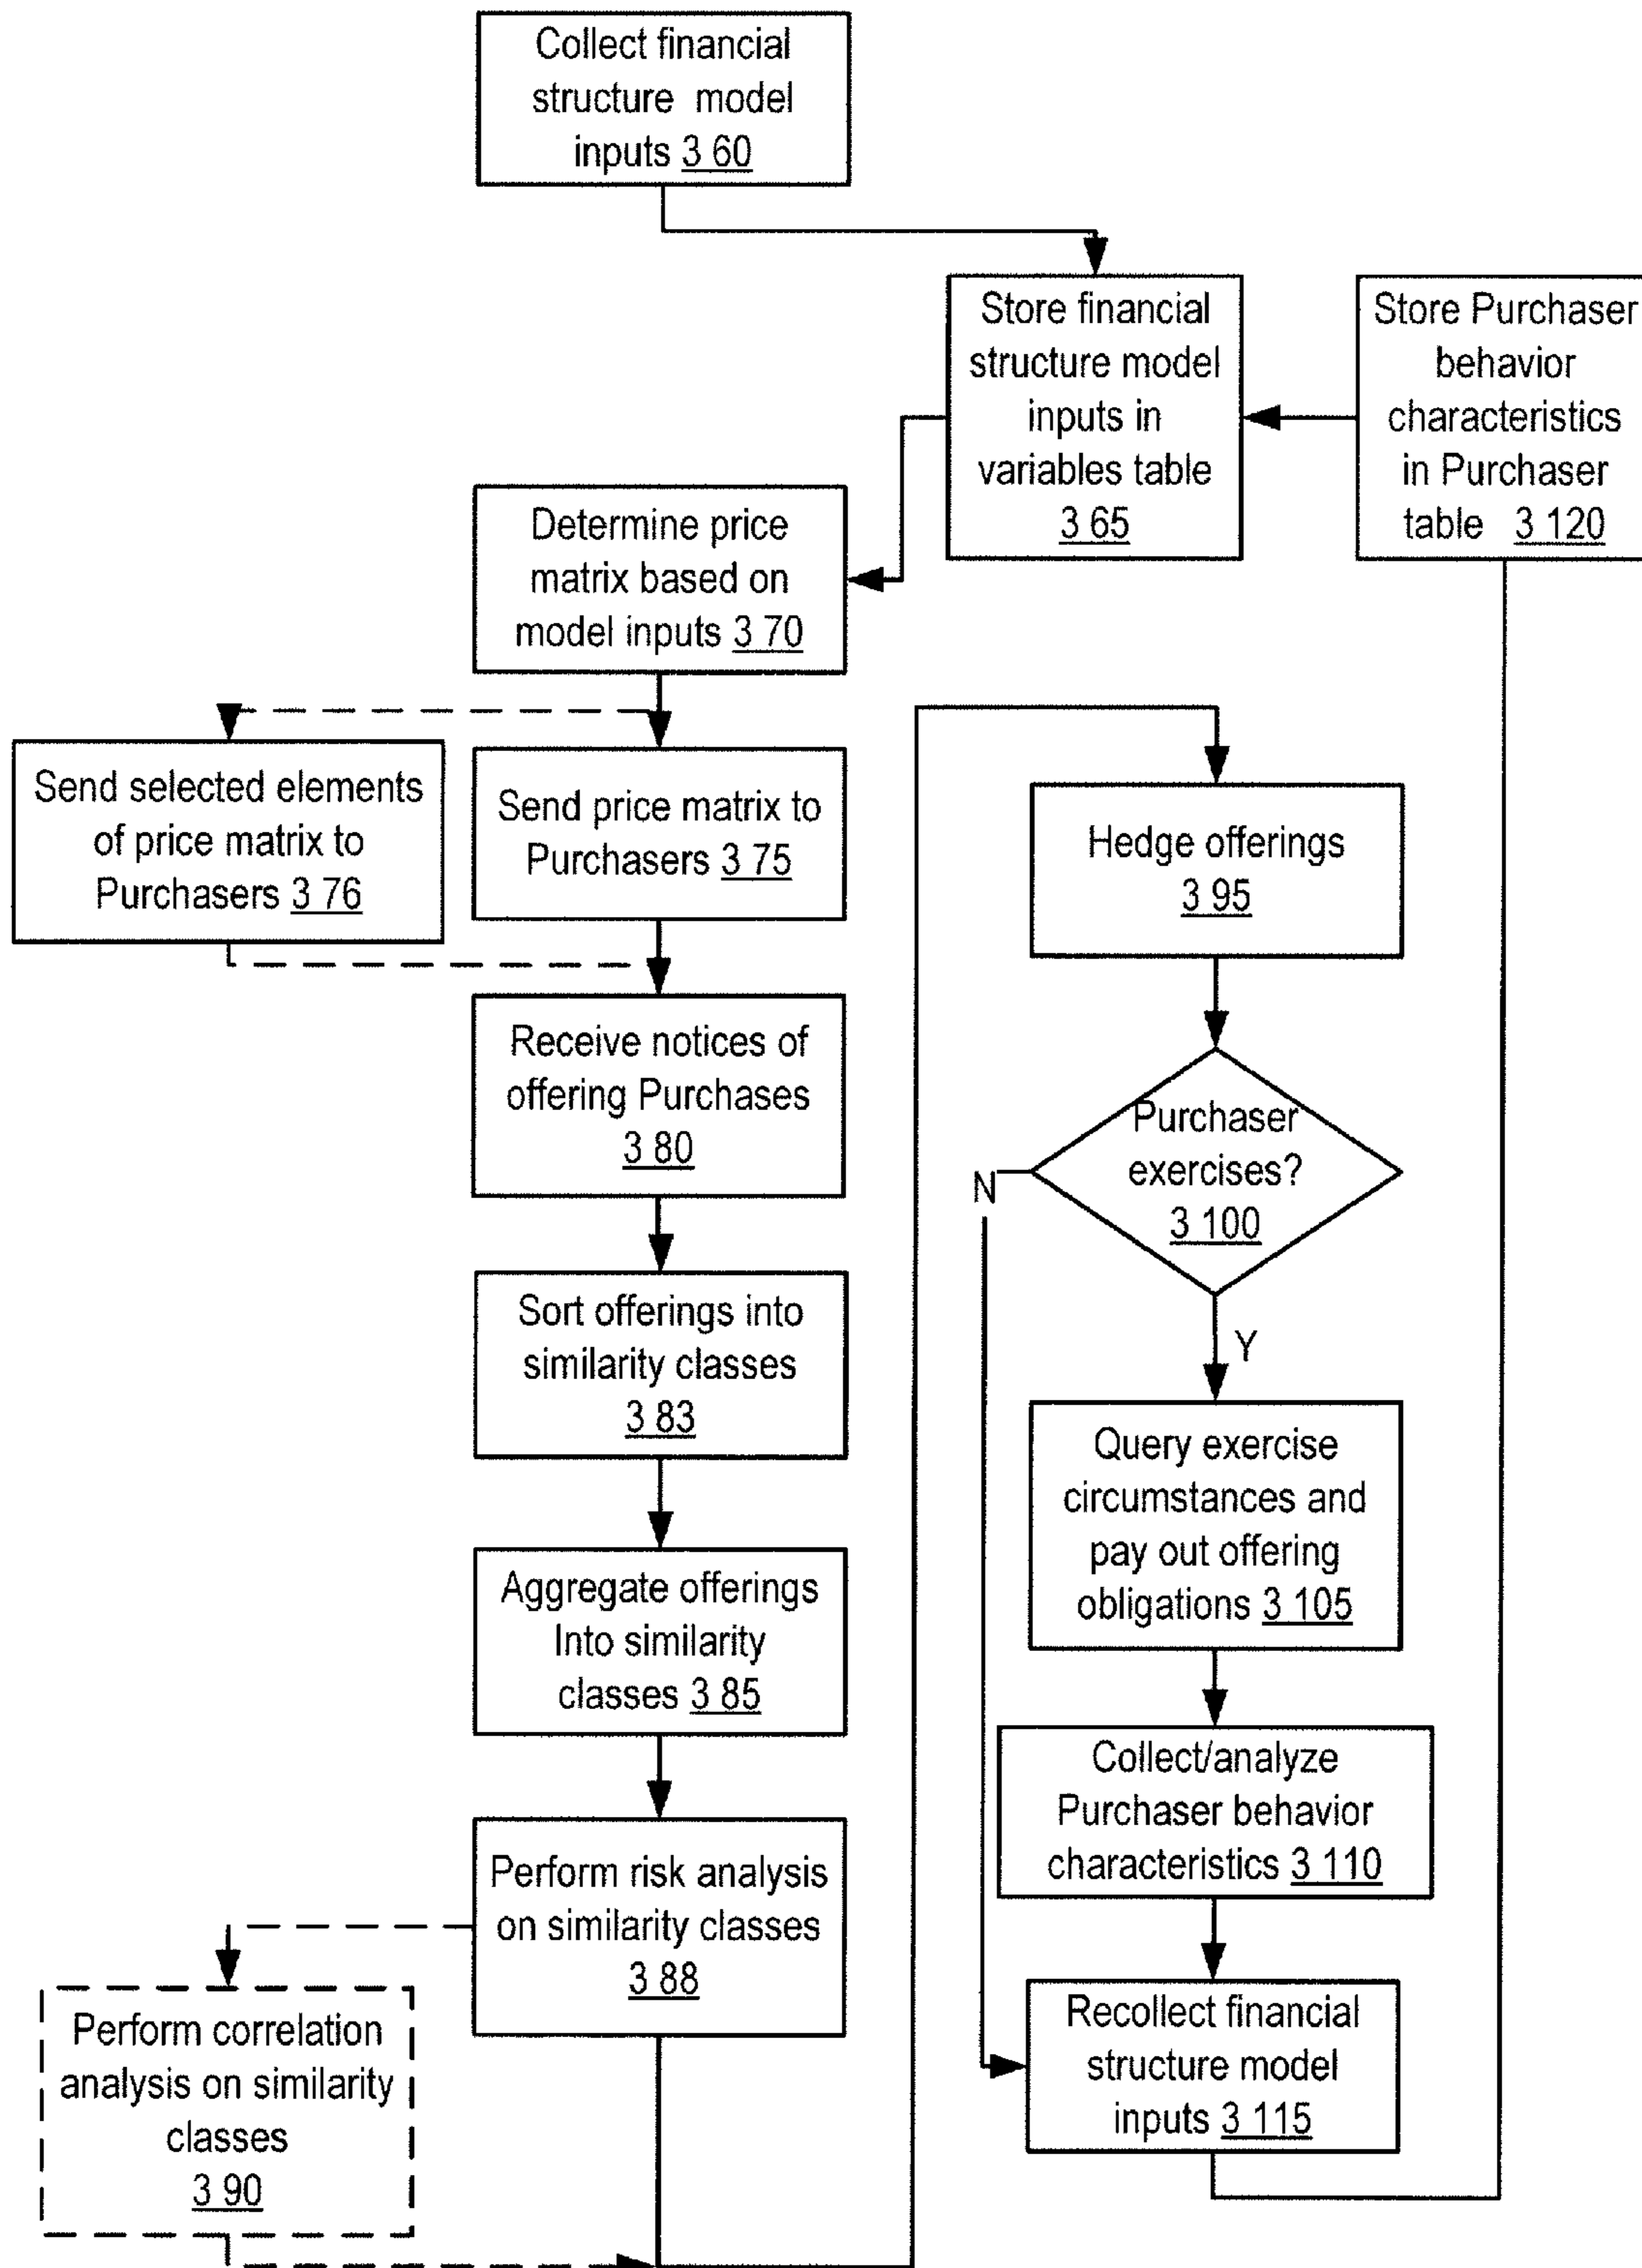 Collect financial
structure model
inputs 3 60
Store financial
structure model
inputs in
variables table
3 65
Store Purchaser
behavior
characteristics
in Purchaser
table 3 120
Determine price
matrix based on
model inputs 3 70
Send selected elements
of price matrix to
Purchasers 3 76
Send price matrix to
Purchasers 3 75
Receive notices of
offering Purchases
3 80
Sort offerings into
similarity classes
3 83
Aggregate offerings
Into similarity
classes 3 85
Perform risk analysis
on similarity classes
3 88
Perform correlation
analysis on similarity
classes
3 90
Hedge offerings
3 95
Purchaser
exercises?
3 100
N
Y
Query exercise
circumstances and
pay out offering
obligations 3 105
Collect/analyze
Purchaser behavior
characteristics 3 110
Recollect financial
structure model
inputs 3 115